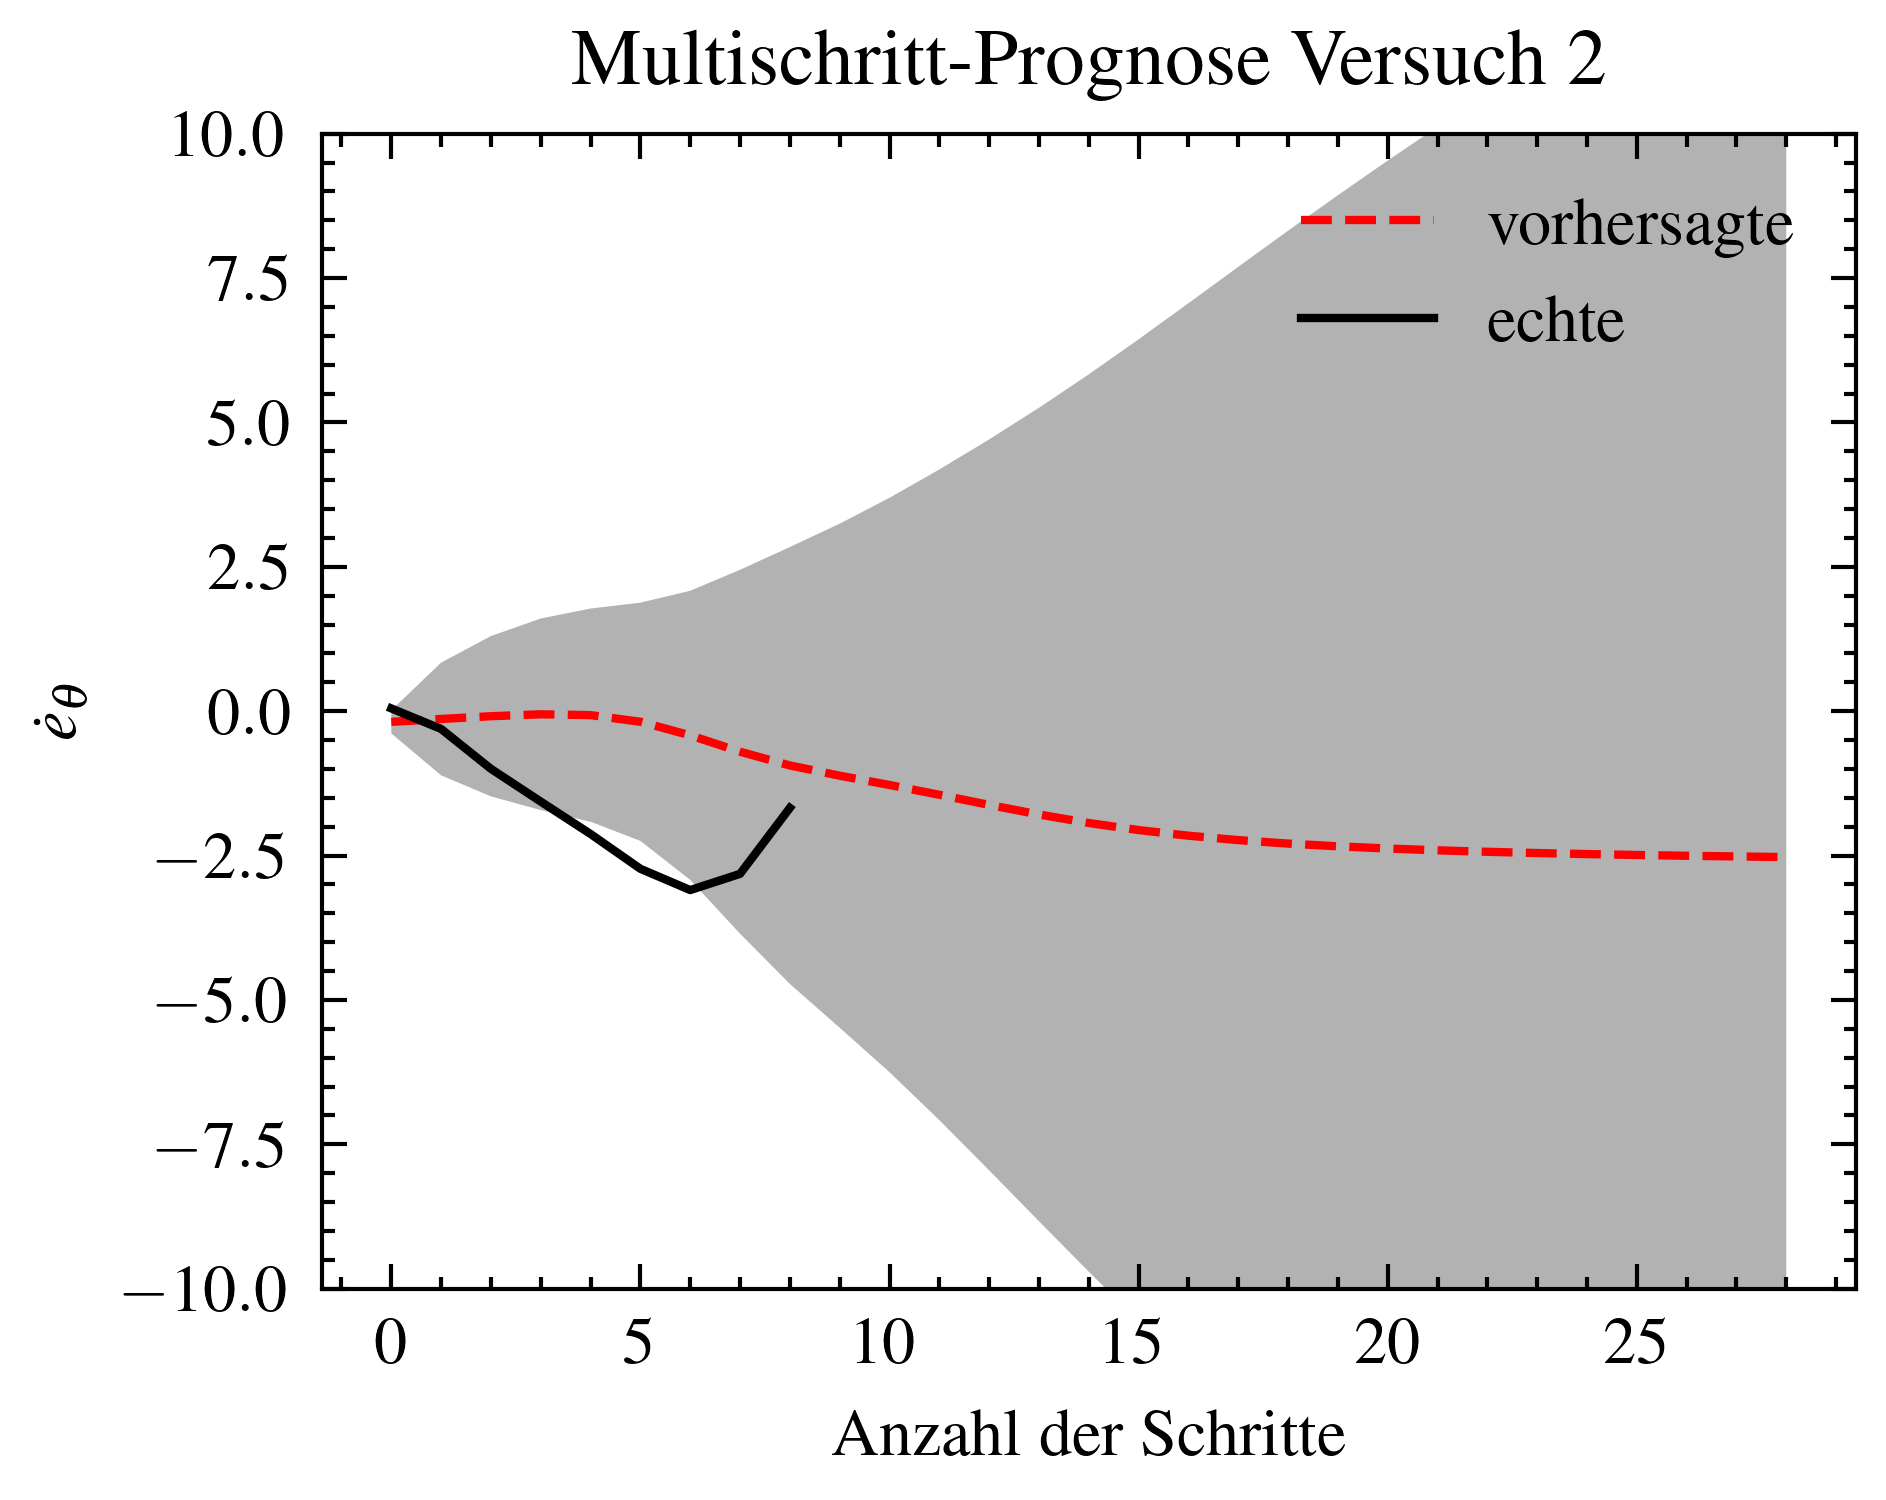 Multischritt-Prognose Versuch 2
10.0
7.5
5.0
2.5
0.0
−2.5
−5.0
−7.5
−10.0
ė_θ
vorhersagte
echte
0 5 10 15 20 25
Anzahl der Schritte